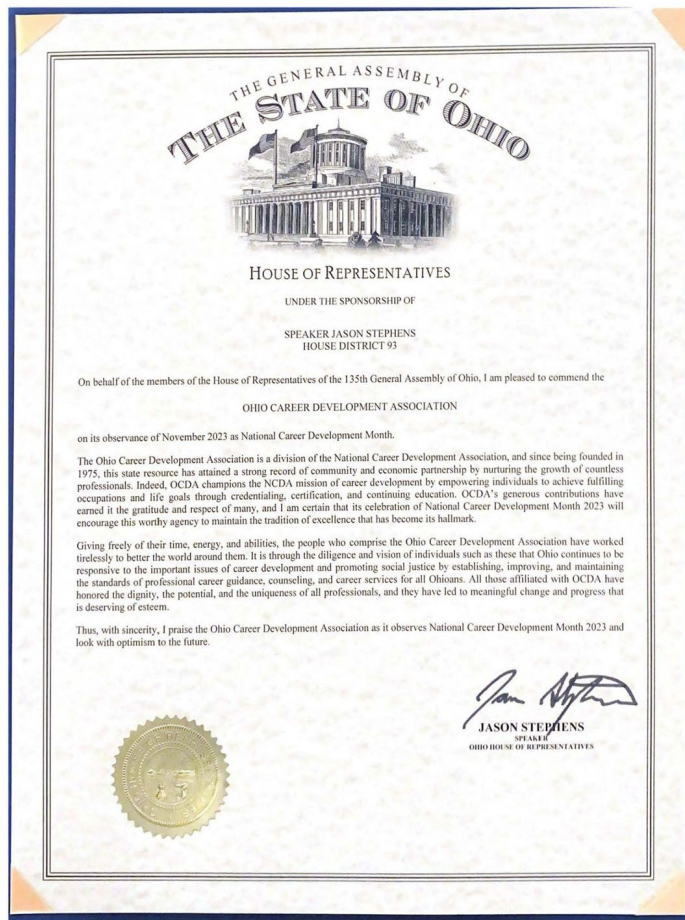 THE GENERAL ASSEMBLY OF
THE STATE OF OHIO
HOUSE OF REPRESENTATIVES
UNDER THE SPONSORSHIP OF
SPEAKER JASON STEPHENS
HOUSE DISTRICT 93
On behalf of the members of the House of Representatives of the 135th General Assembly of Ohio, I am pleased to commend the
OHIO CAREER DEVELOPMENT ASSOCIATION
on its observance of November 2023 as National Career Development Month.
The Ohio Career Development Association is a division of the National Career Development Association, and since being founded in
1975, this state resource has attained a strong record of community and economic partnership by nurturing the growth of countless
professionals. Indeed, OCDA champions the NCDA mission of career development by empowering individuals to achieve fulfilling
occupations and life goals through credentialing, certification, and continuing education. OCDA's generous contributions have
earned it the gratitude and respect of many, and I am certain that its celebration of National Career Development Month 2023 will
encourage this worthy agency to maintain the tradition of excellence that has become its hallmark.
Giving freely of their time, energy, and abilities, the people who comprise the Ohio Career Development Association have worked
tirelessly to better the world around them. It is through the diligence and vision of individuals such as these that Ohio continues to be
responsive to the important issues of career development and promoting social justice by establishing, improving, and maintaining
the standards of professional career guidance, counseling, and career services for all Ohioans. All those affiliated with OCDA have
honored the dignity, the potential, and the uniqueness of all professionals, and they have led to meaningful change and progress that
is deserving of esteem.
Thus, with sincerity, I praise the Ohio Career Development Association as it observes National Career Development Month 2023 and
look with optimism to the future.
JASON STEPHENS
SPEAKER
OHIO HOUSE OF REPRESENTATIVES